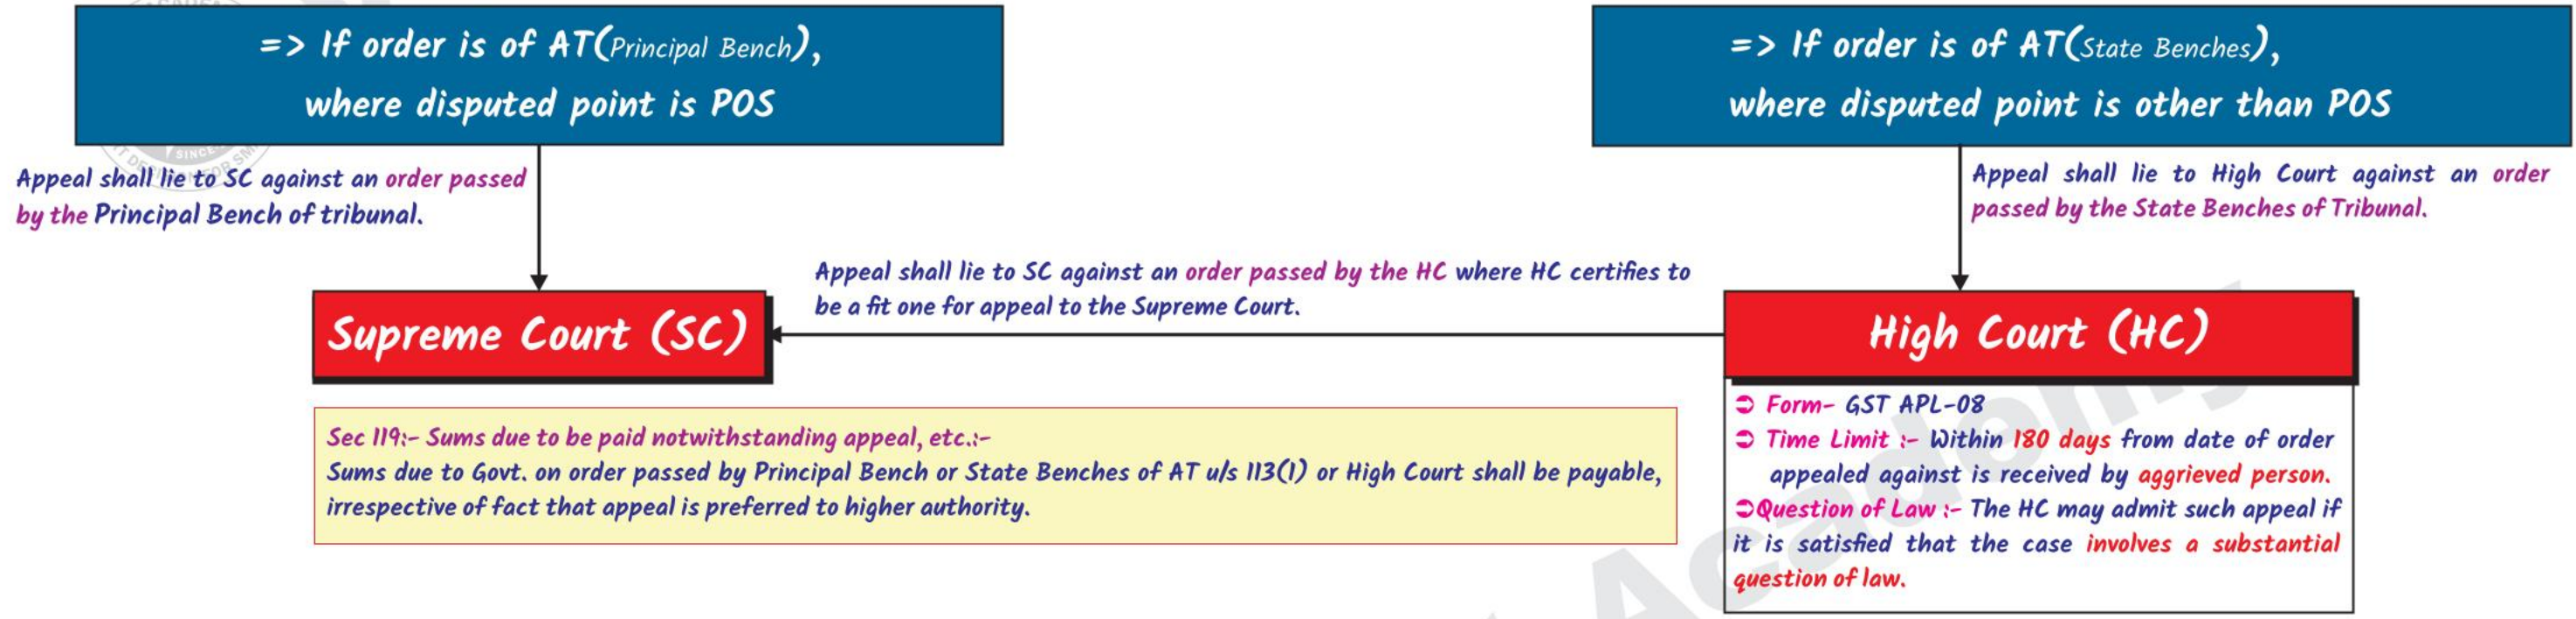 => If order is of AT(Principal Bench),
where disputed point is POS
=> If order is of AT(State Benches),
where disputed point is other than POS
Appeal shall lie to SC against an order passed
by the Principal Bench of tribunal.
Appeal shall lie to High Court against an order
passed by the State Benches of Tribunal.
Appeal shall lie to SC against an order passed by the HC where HC certifies to
be a fit one for appeal to the Supreme Court.
Supreme Court (SC)
High Court (HC)
Sec 119:- Sums due to be paid notwithstanding appeal, etc.:-
Sums due to Govt. on order passed by Principal Bench or State Benches of AT u/s 113(1) or High Court shall be payable,
irrespective of fact that appeal is preferred to higher authority.
➲ Form- GST APL-08
➲ Time Limit :- Within 180 days from date of order
appealed against is received by aggrieved person.
➲Question of Law :- The HC may admit such appeal if
it is satisfied that the case involves a substantial
question of law.
Academy
SINCE